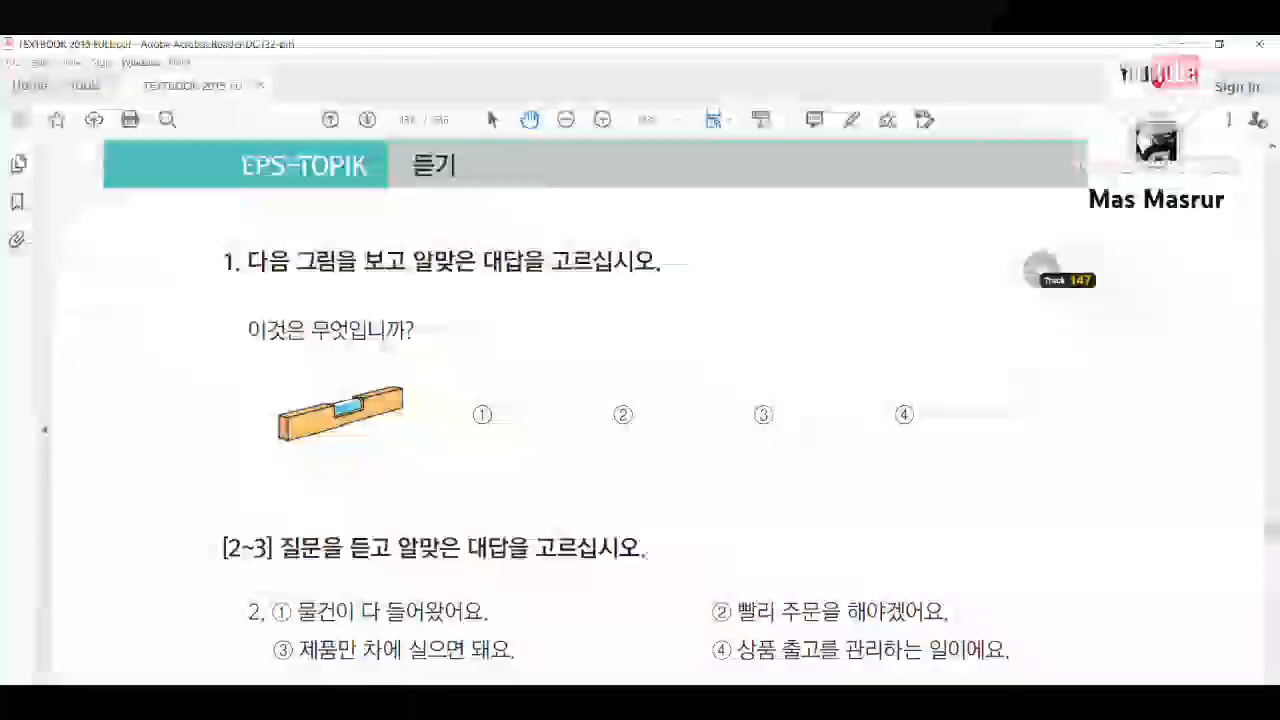 Sign In
EPS-TOPIK 듣기
Mas Masrur
1. 다음 그림을 보고 알맞은 대답을 고르십시오.
Track 147
이것은 무엇입니까?
① ② ③ ④
[2~3] 질문을 듣고 알맞은 대답을 고르십시오.
2. ① 물건이 다 들어왔어요. ② 빨리 주문을 해야겠어요.
③ 제품만 차에 실으면 돼요. ④ 상품 출고를 관리하는 일이에요.